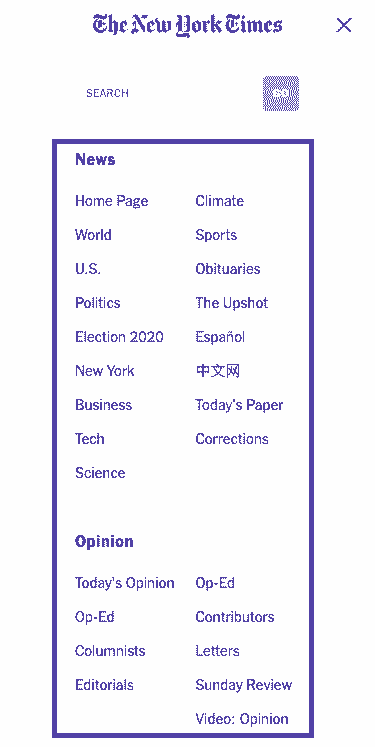 The New York Times
SEARCH
GO
News
Home Page Climate
World Sports
U.S. Obituaries
Politics The Upshot
Election 2020 Español
New York 中文网
Business Today's Paper
Tech Corrections
Science
Opinion
Today's Opinion Op-Ed
Op-Ed Contributors
Columnists Letters
Editorials Sunday Review
Video: Opinion